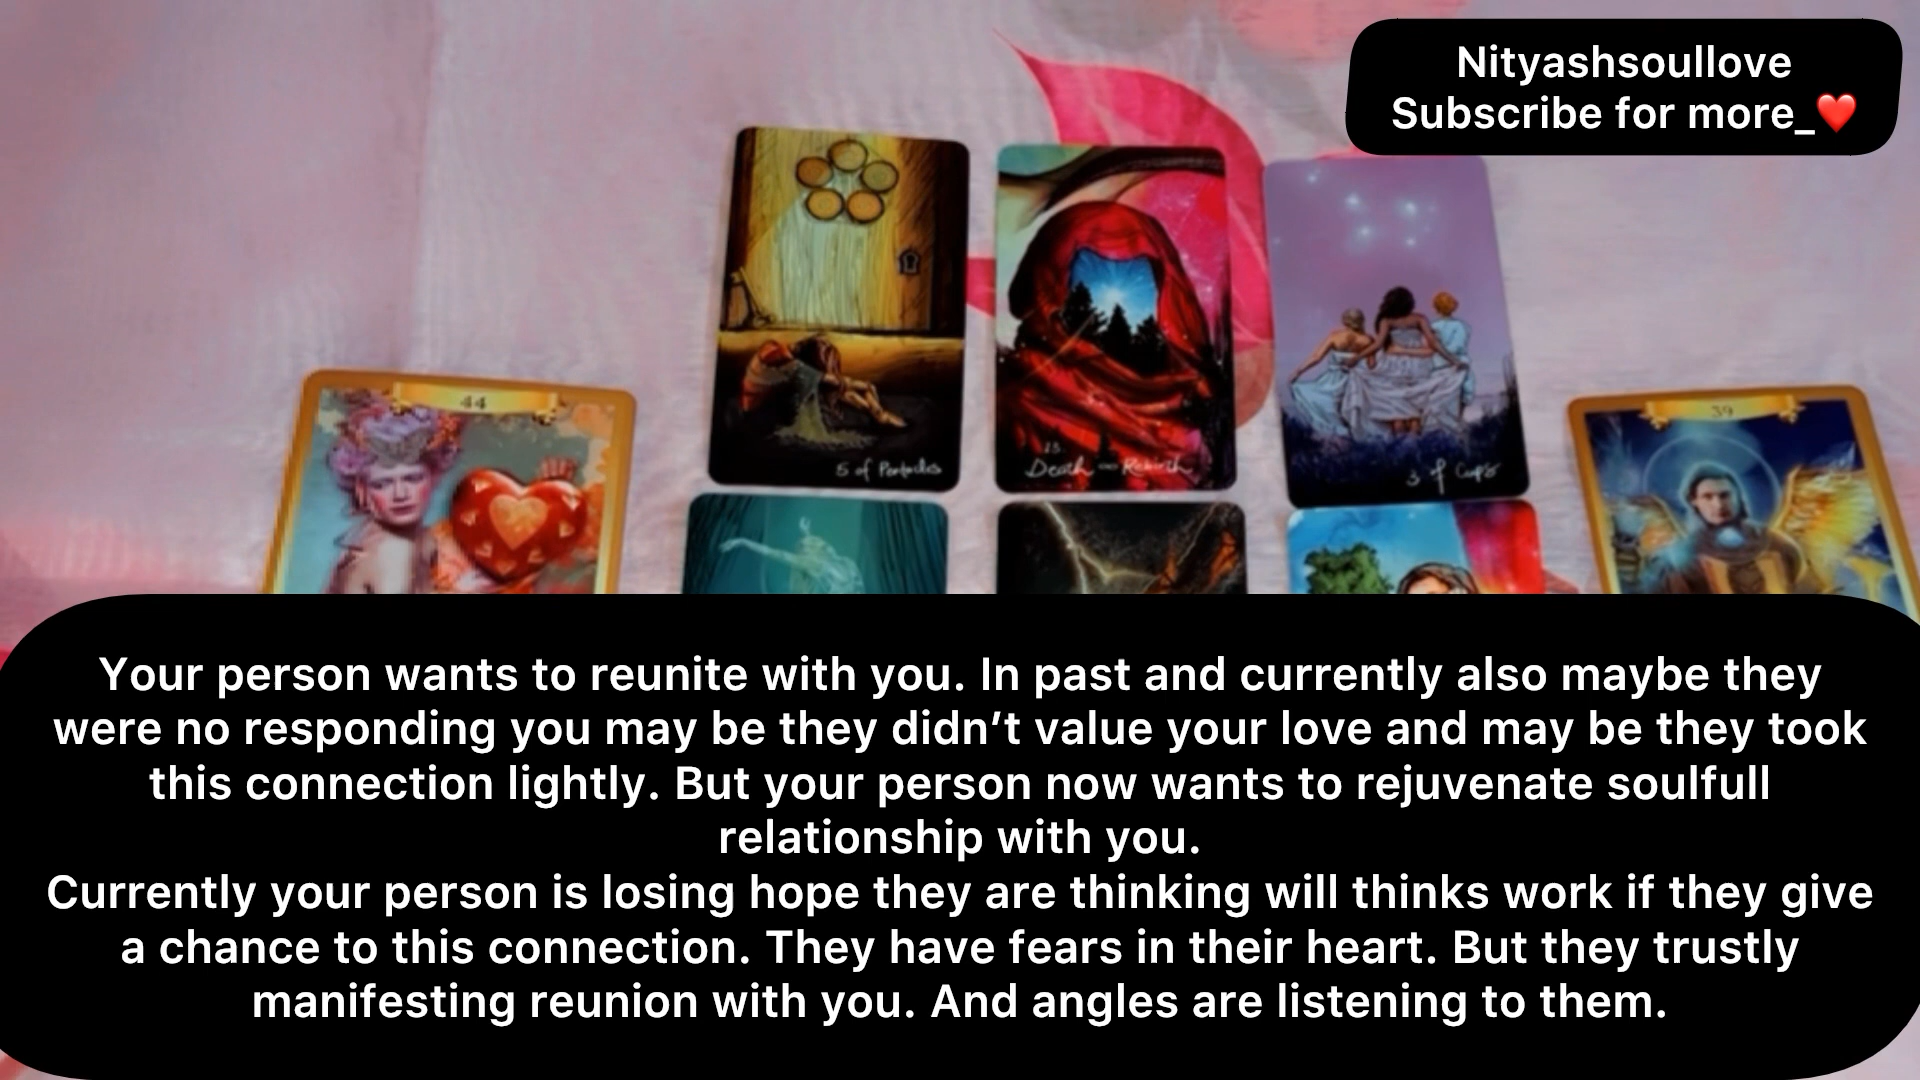 Nityashsoullove
Subscribe for more_❤️
44
39
5 of Pentacles
13.
Death ∞ Rebirth
3 of Cups
Your person wants to reunite with you. In past and currently also maybe they
were no responding you may be they didn’t value your love and may be they took
this connection lightly. But your person now wants to rejuvenate soulfull
relationship with you.
Currently your person is losing hope they are thinking will thinks work if they give
a chance to this connection. They have fears in their heart. But they trustly
manifesting reunion with you. And angles are listening to them.